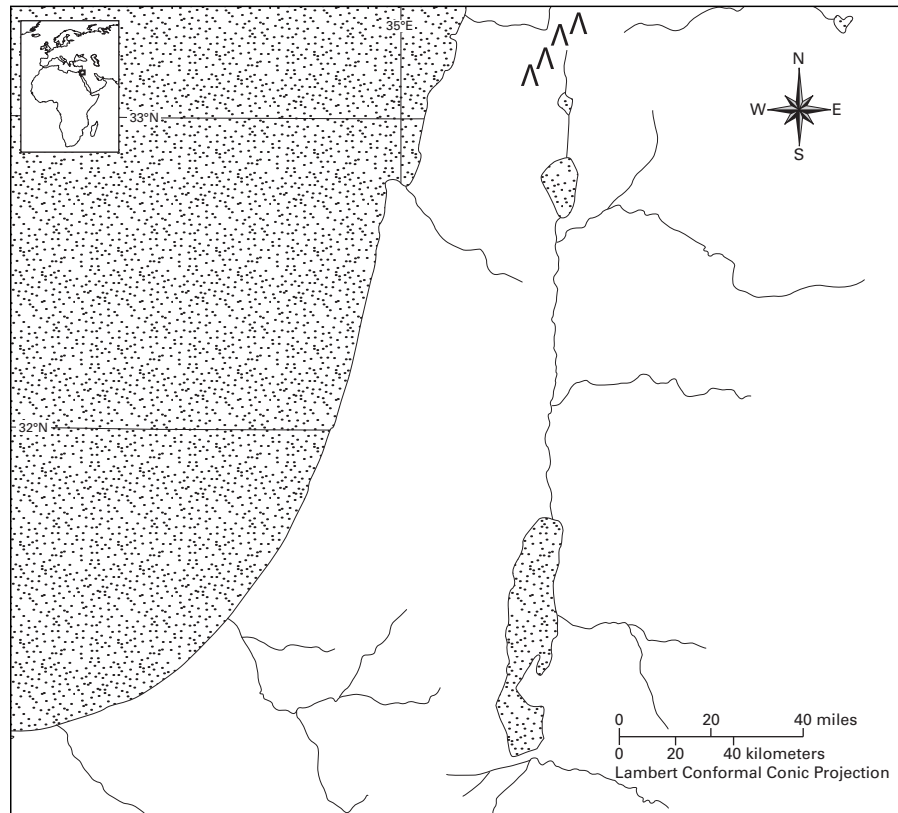 35°E
33°N
N
W E
S
32°N
0 20 40 miles
0 20 40 kilometers
Lambert Conformal Conic Projection